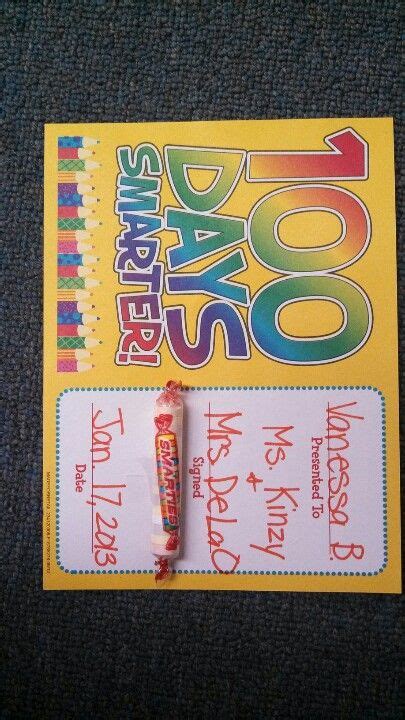 100
DAYS
SMARTER!
Vanessa B.
Presented To
Ms. Kinzy
&
Mrs DeLaO
Signed
SMARTIES
Jan. 17, 2013
Date